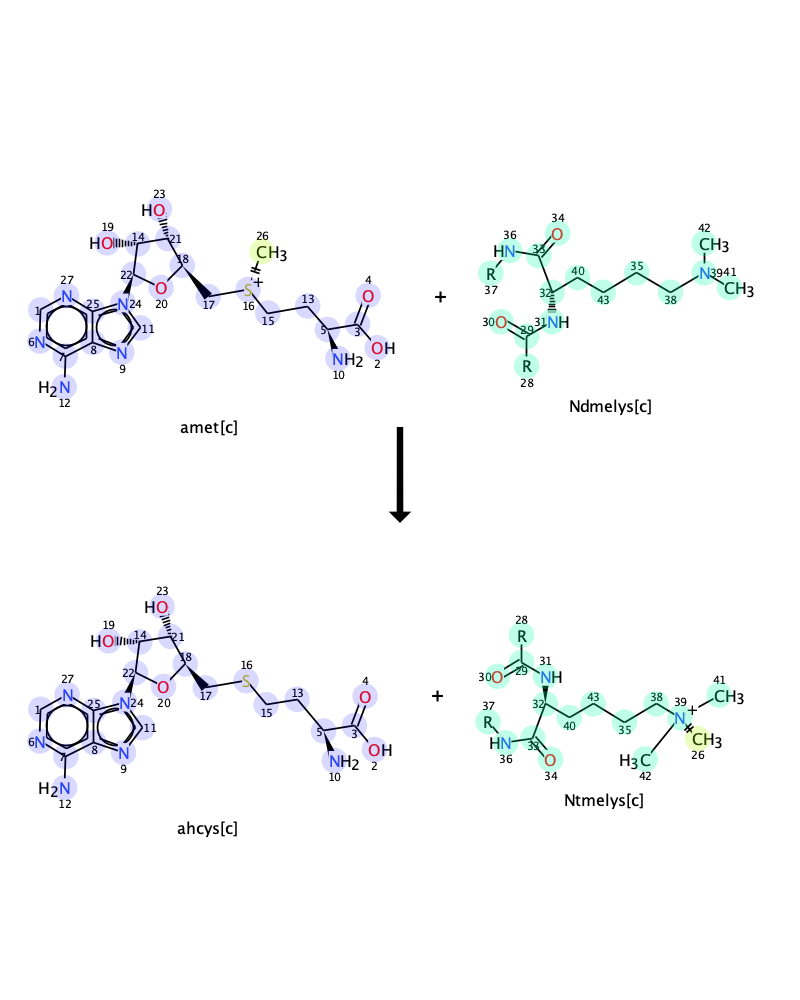 23
HO
19
HO
14
21
26
CH3
34
O
42
CH3
36
HN
33
R
37
18
22
O
20
17
S
+
16
27
N
25
N
24
1
6
N
7
8
11
N
9
H2N
12
15
13
4
O
5
3
OH
2
NH2
10
+
32
40
43
35
38
N
39
41
CH3
30
O
29
31
NH
R
28
amet[c]
Ndmelys[c]
23
HO
19
HO
14
21
28
R
22
18
O
20
17
16
S
15
13
4
O
5
3
OH
2
NH2
10
27
N
25
N
24
1
6
N
8
11
N
9
H2N
12
+
30
O
29
31
NH
37
R
32
40
43
35
38
39
N
+
41
CH3
CH3
26
HN
36
33
O
34
H3C
42
ahcys[c]
Ntmelys[c]